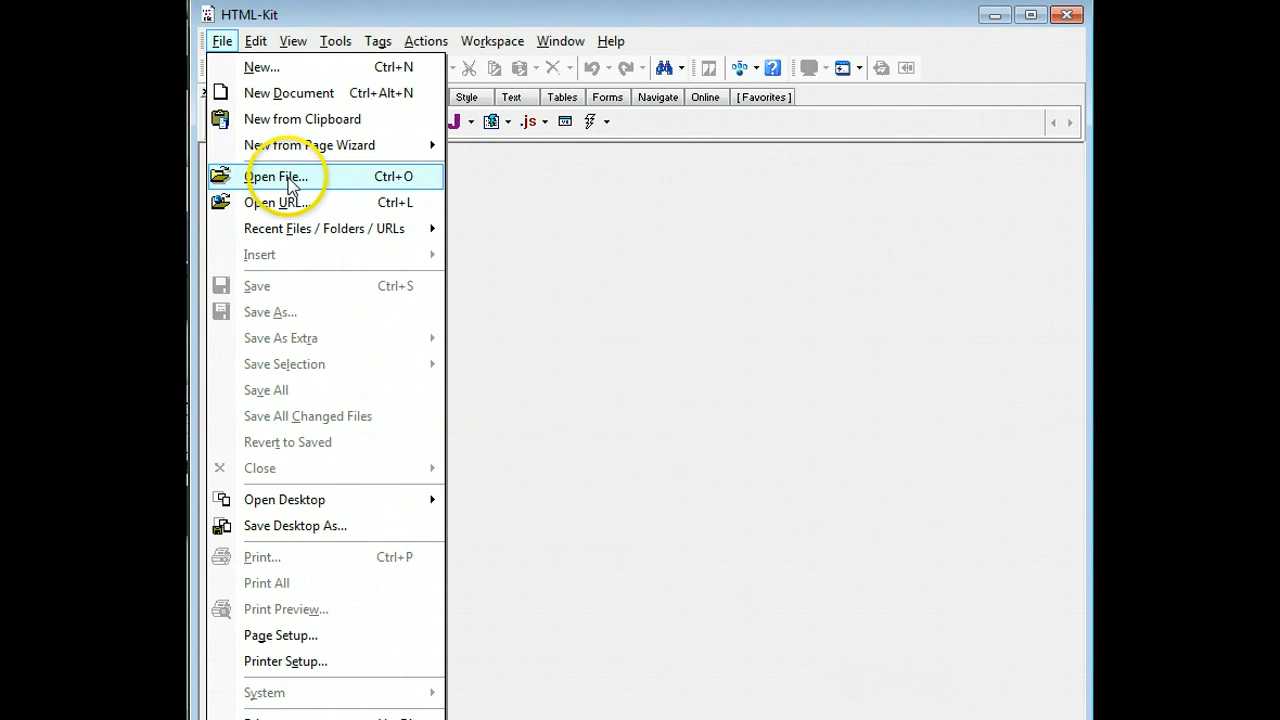 HTML-Kit
File Edit View Tools Tags Actions Workspace Window Help
New... Ctrl+N
New Document Ctrl+Alt+N
New from Clipboard
New from Page Wizard
Open File... Ctrl+O
Open URL... Ctrl+L
Recent Files / Folders / URLs
Insert
Save Ctrl+S
Save As...
Save As Extra
Save Selection
Save All
Save All Changed Files
Revert to Saved
Close
Open Desktop
Save Desktop As...
Print... Ctrl+P
Print All
Print Preview...
Page Setup...
Printer Setup...
System
Style Text Tables Forms Navigate Online [ Favorites ]
J .js